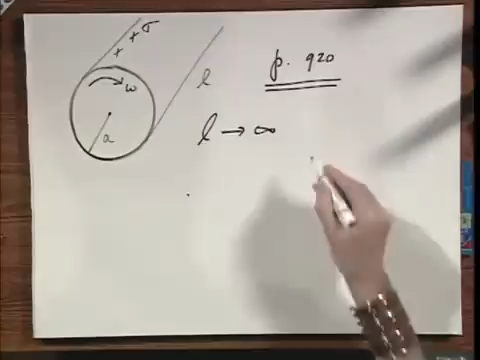 + + σ
ω
a
l
p. 920
l → ∞